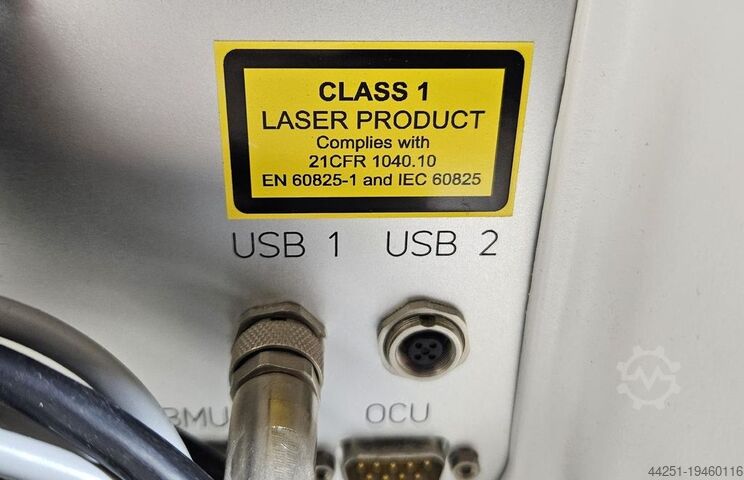 CLASS 1
LASER PRODUCT
Complies with
21CFR 1040.10
EN 60825-1 and IEC 60825
USB 1 USB 2
BMU OCU
44251-19460116